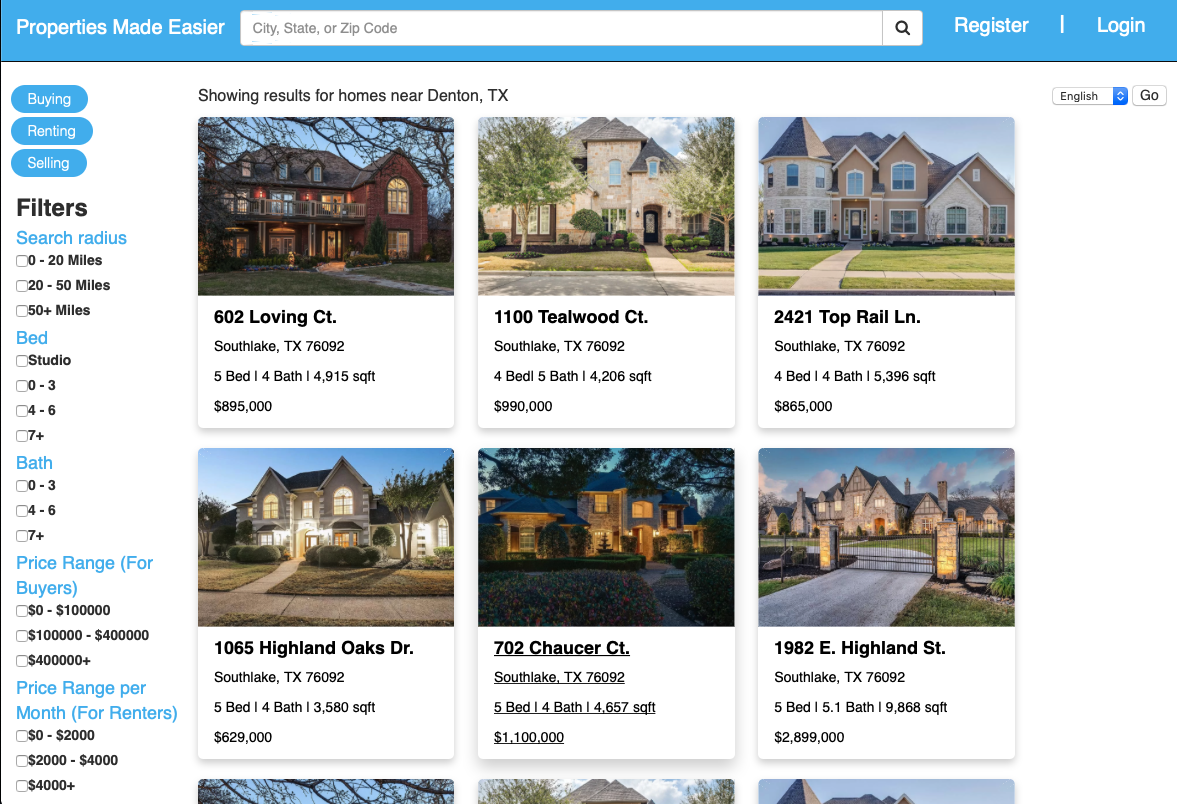 Properties Made Easier
City, State, or Zip Code
Register | Login
Buying
Renting
Selling
Filters
Search radius
0 - 20 Miles
20 - 50 Miles
50+ Miles
Bed
Studio
0 - 3
4 - 6
7+
Bath
0 - 3
4 - 6
7+
Price Range (For
Buyers)
$0 - $100000
$100000 - $400000
$400000+
Price Range per
Month (For Renters)
$0 - $2000
$2000 - $4000
$4000+
Showing results for homes near Denton, TX
English
Go
602 Loving Ct.
Southlake, TX 76092
5 Bed | 4 Bath | 4,915 sqft
$895,000
1100 Tealwood Ct.
Southlake, TX 76092
4 Bed| 5 Bath | 4,206 sqft
$990,000
2421 Top Rail Ln.
Southlake, TX 76092
4 Bed | 4 Bath | 5,396 sqft
$865,000
1065 Highland Oaks Dr.
Southlake, TX 76092
5 Bed | 4 Bath | 3,580 sqft
$629,000
702 Chaucer Ct.
Southlake, TX 76092
5 Bed | 4 Bath | 4,657 sqft
$1,100,000
1982 E. Highland St.
Southlake, TX 76092
5 Bed | 5.1 Bath | 9,868 sqft
$2,899,000